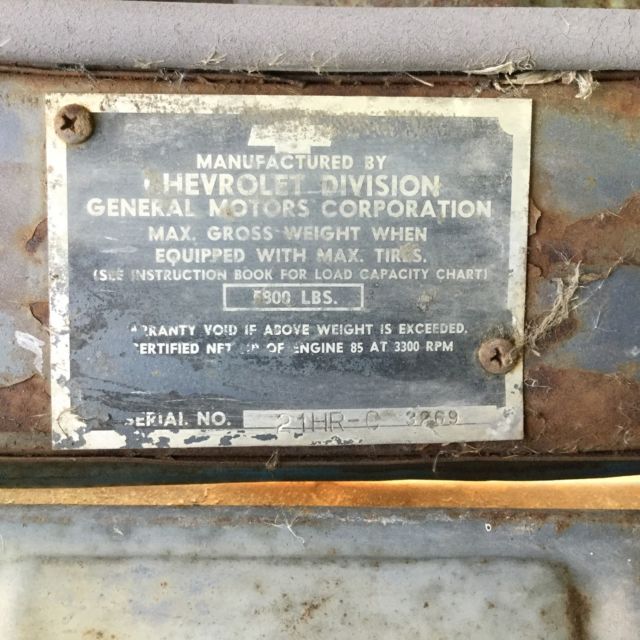 MANUFACTURED BY
CHEVROLET DIVISION
GENERAL MOTORS CORPORATION
MAX. GROSS WEIGHT WHEN
EQUIPPED WITH MAX. TIRES.
(SEE INSTRUCTION BOOK FOR LOAD CAPACITY CHART)
LBS.
WARRANTY VOID IF ABOVE WEIGHT IS EXCEEDED.
CERTIFIED NET OF ENGINE 85 AT 3300 RPM
SERIAL NO. 21HR-C 3269